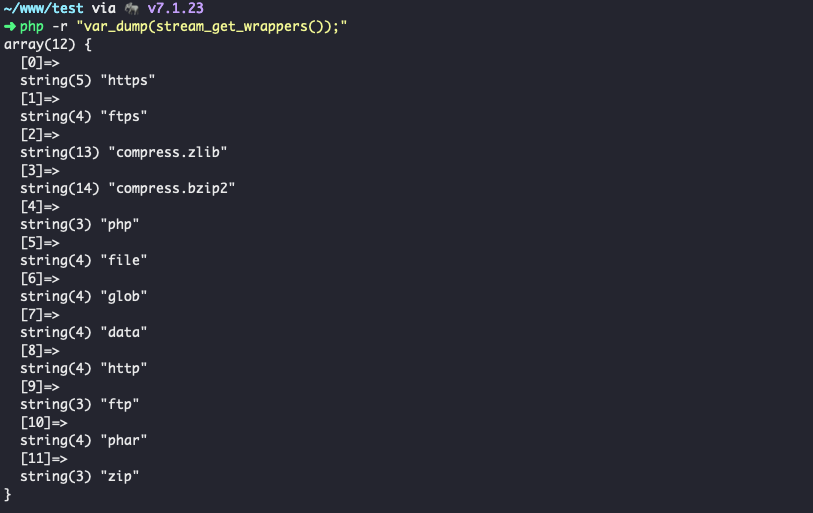 ~/www/test via 🐘 v7.1.23
➜ php -r "var_dump(stream_get_wrappers());"
array(12) {
  [0]=>
  string(5) "https"
  [1]=>
  string(4) "ftps"
  [2]=>
  string(13) "compress.zlib"
  [3]=>
  string(14) "compress.bzip2"
  [4]=>
  string(3) "php"
  [5]=>
  string(4) "file"
  [6]=>
  string(4) "glob"
  [7]=>
  string(4) "data"
  [8]=>
  string(4) "http"
  [9]=>
  string(3) "ftp"
  [10]=>
  string(4) "phar"
  [11]=>
  string(3) "zip"
}